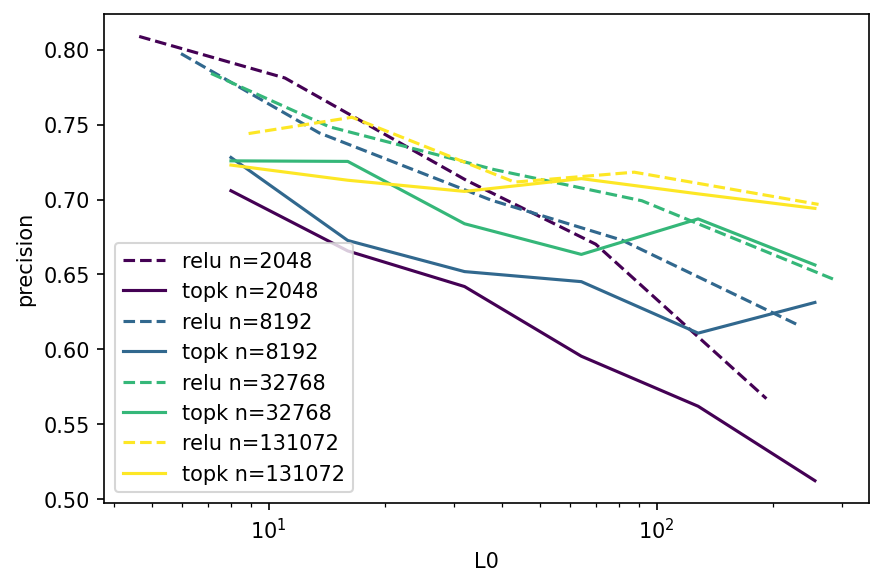 0.80
0.75
0.70
0.65
0.60
0.55
0.50
precision
relu n=2048
topk n=2048
relu n=8192
topk n=8192
relu n=32768
topk n=32768
relu n=131072
topk n=131072
10¹ 10²
L0